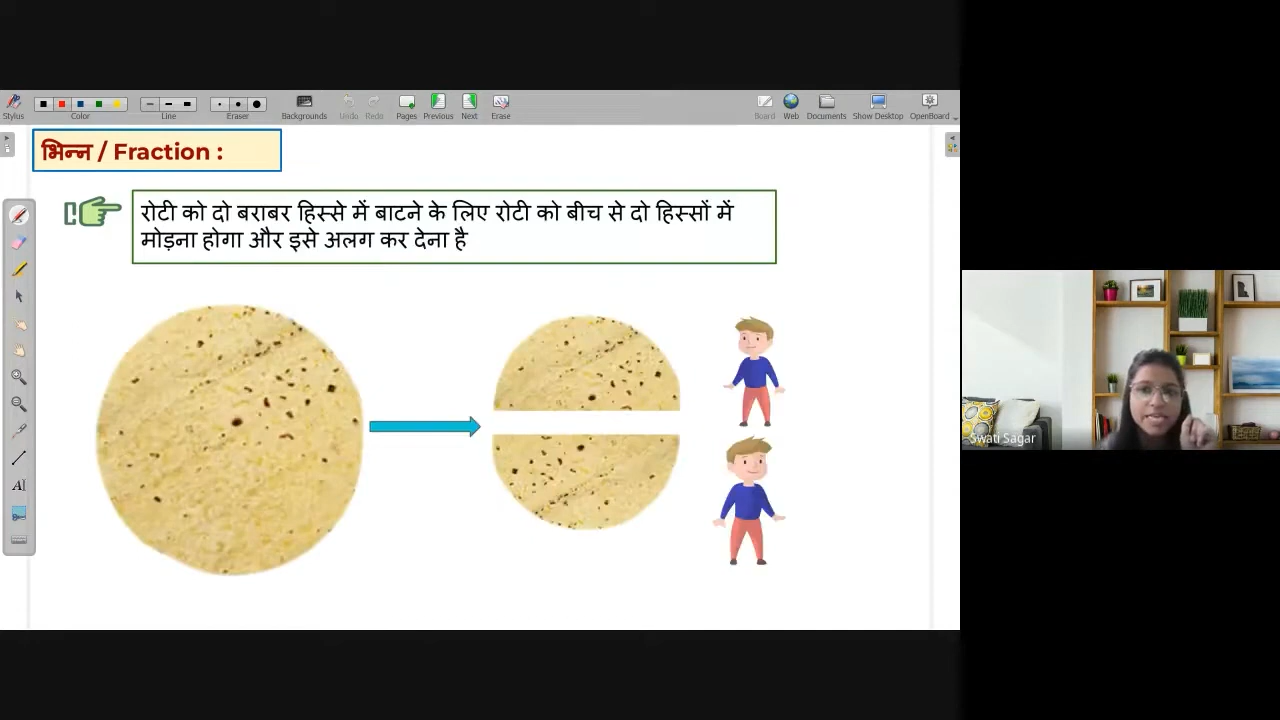 Stylus
Color
Line
Eraser
Backgrounds
Undo
Redo
Pages
Previous
Next
Erase
Board
Web
Documents
Show Desktop
OpenBoard
भिन्न / Fraction :
रोटी को दो बराबर हिस्से में बाटने के लिए रोटी को बीच से दो हिस्सों में
मोड़ना होगा और इसे अलग कर देना है
Swati Sagar